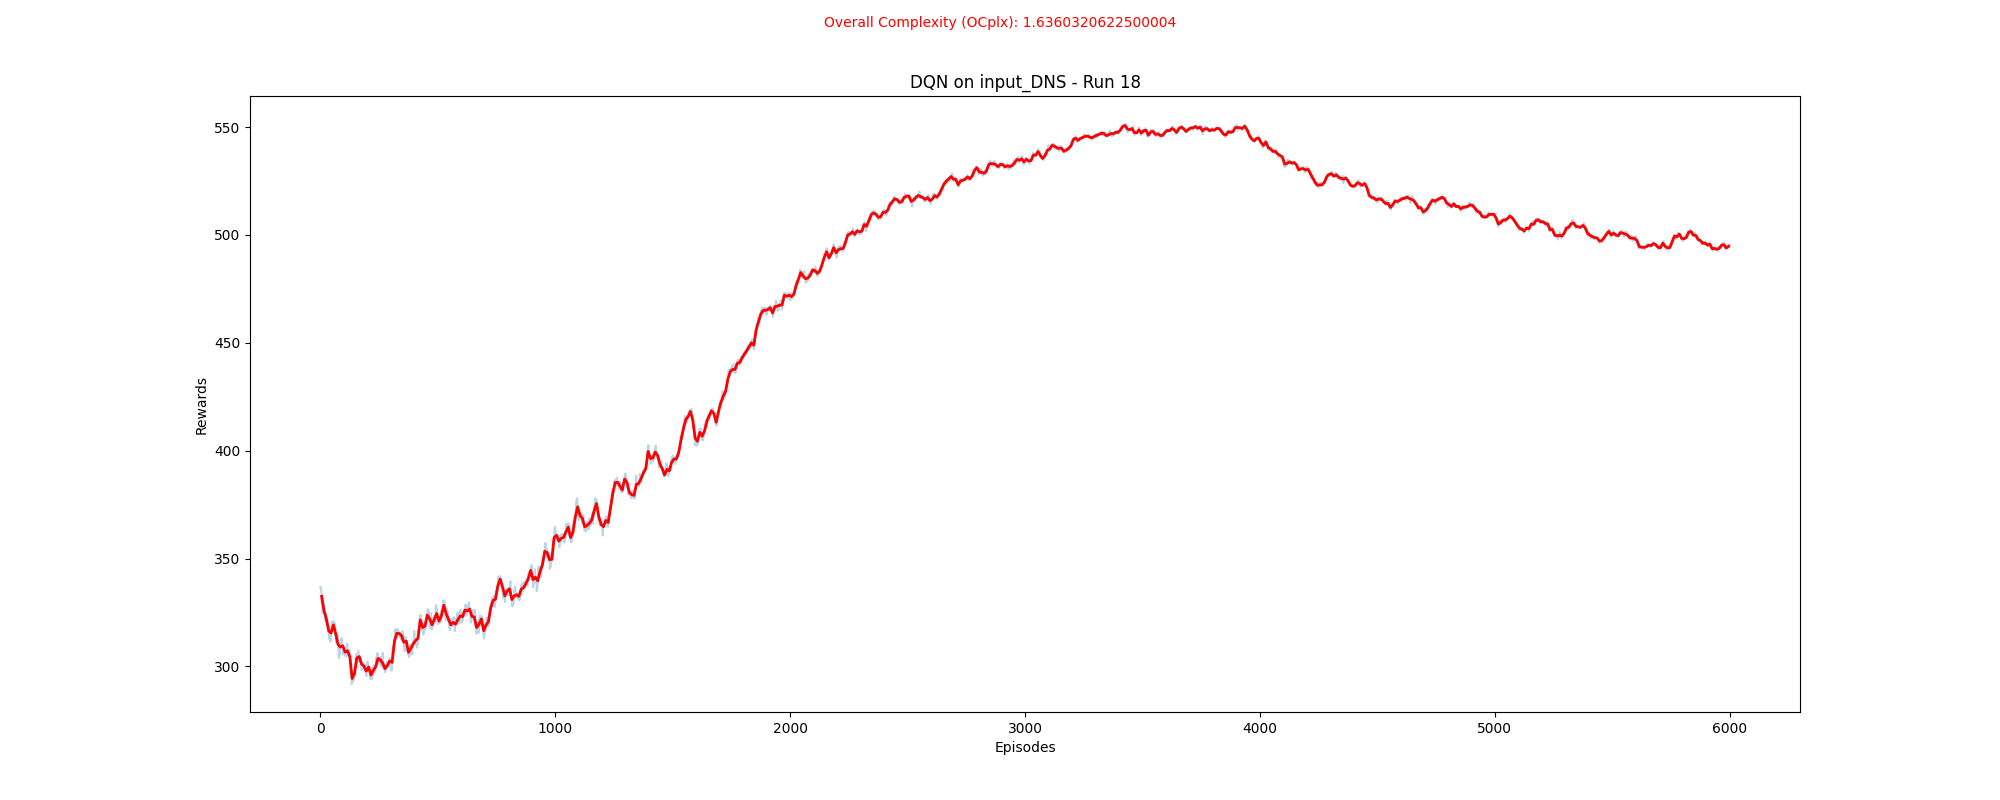 Overall Complexity (OCplx): 1.6360320622500004
DQN on input_DNS - Run 18
550
500
450
400
350
300
Rewards
0 1000 2000 3000 4000 5000 6000
Episodes